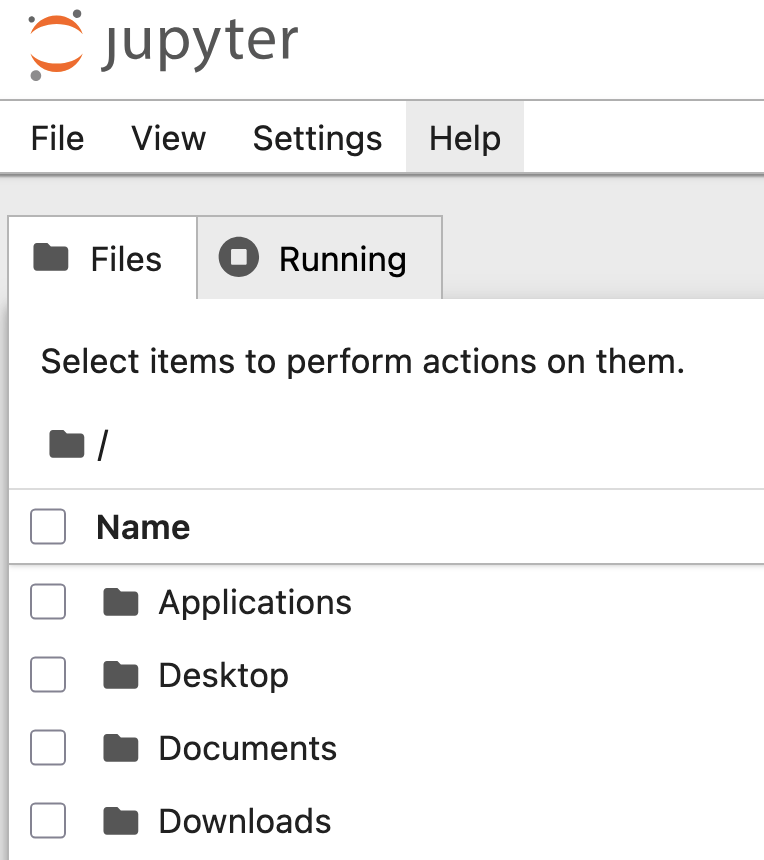 jupyter
File View Settings Help
Files Running
Select items to perform actions on them.
/
Name
Applications
Desktop
Documents
Downloads